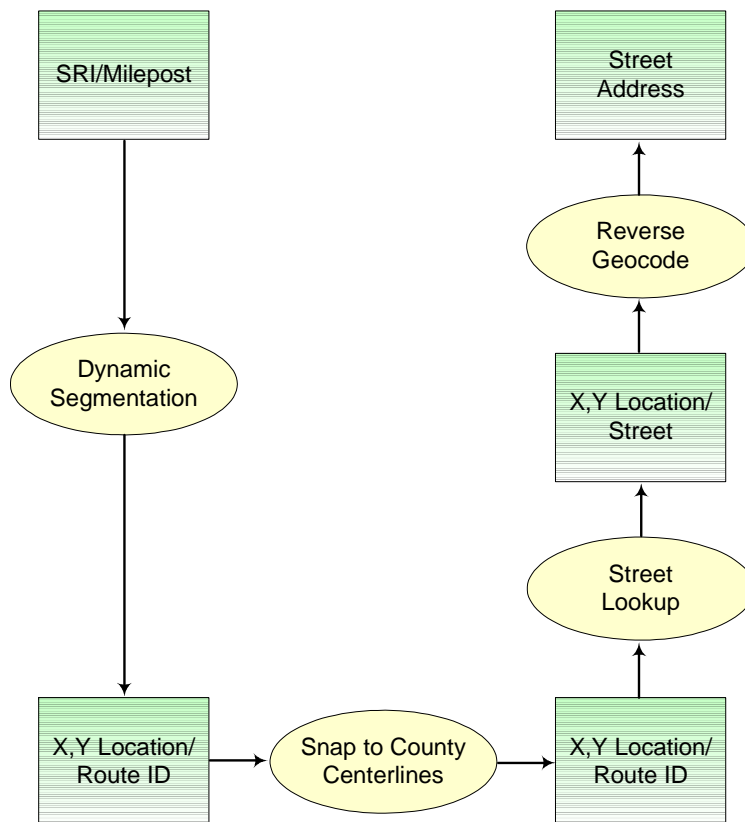 SRI/Milepost
Street
Address
Reverse
Geocode
Dynamic
Segmentation
X,Y Location/
Street
Street
Lookup
X,Y Location/
Route ID
Snap to County
Centerlines
X,Y Location/
Route ID